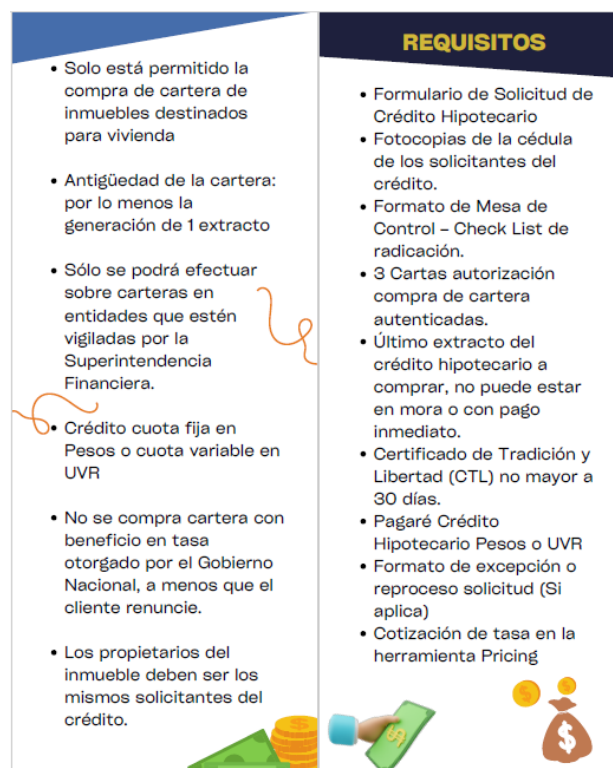 • Solo está permitido la
compra de cartera de
inmuebles destinados
para vivienda
• Antigüedad de la cartera:
por lo menos la
generación de 1 extracto
• Sólo se podrá efectuar
sobre carteras en
entidades que estén
vigiladas por la
Superintendencia
Financiera.
• Crédito cuota fija en
Pesos o cuota variable en
UVR
• No se compra cartera con
beneficio en tasa
otorgado por el Gobierno
Nacional, a menos que el
cliente renuncie.
• Los propietarios del
inmueble deben ser los
mismos solicitantes del
crédito.
REQUISITOS
• Formulario de Solicitud de
Crédito Hipotecario
• Fotocopias de la cédula
de los solicitantes del
crédito.
• Formato de Mesa de
Control – Check List de
radicación.
• 3 Cartas autorización
compra de cartera
autenticadas.
• Último extracto del
crédito hipotecario a
comprar, no puede estar
en mora o con pago
inmediato.
• Certificado de Tradición y
Libertad (CTL) no mayor a
30 días.
• Pagaré Crédito
Hipotecario Pesos o UVR
• Formato de excepción o
reproceso solicitud (Si
aplica)
• Cotización de tasa en la
herramienta Pricing